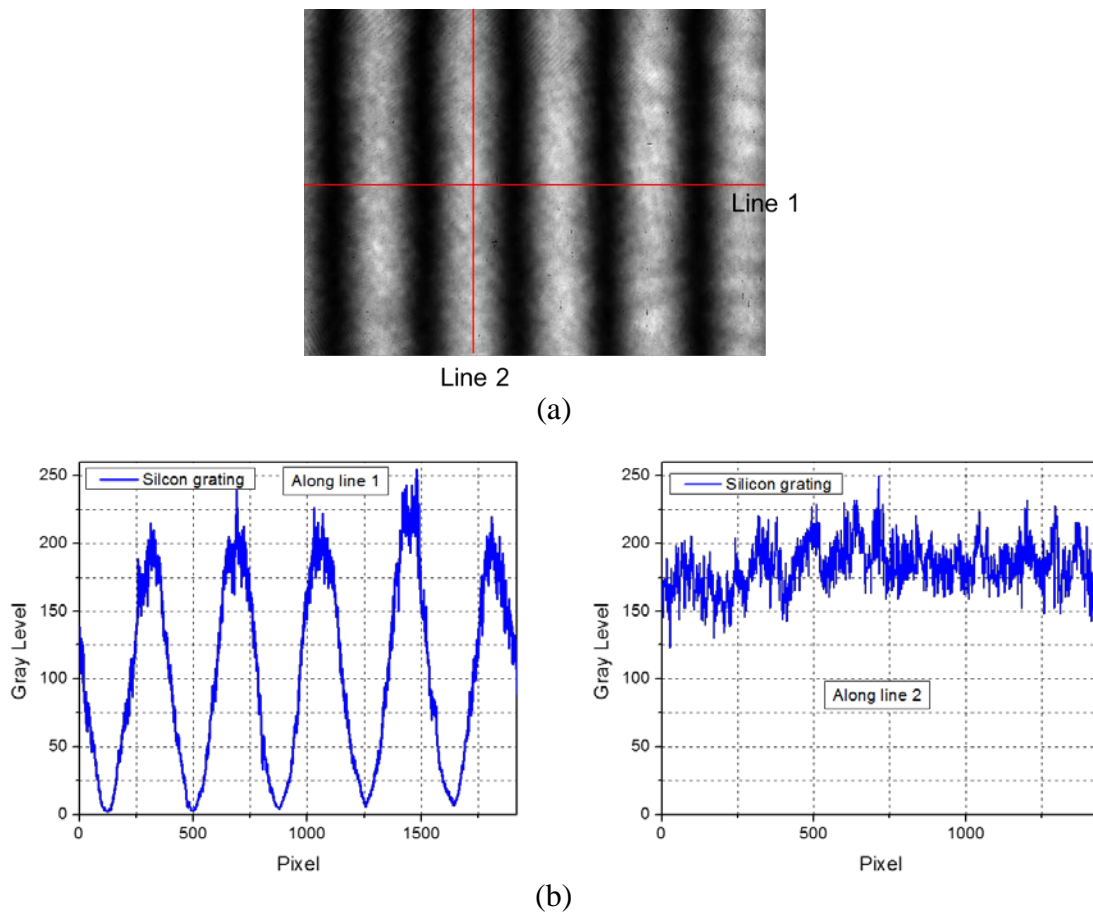 Line 1
Line 2
(a)
250
200
150
100
50
0
Gray Level
Silcon grating
Along line 1
0
500
1000
1500
Pixel
250
200
150
100
50
0
Gray Level
Silicon grating
Along line 2
0
500
1000
Pixel
(b)